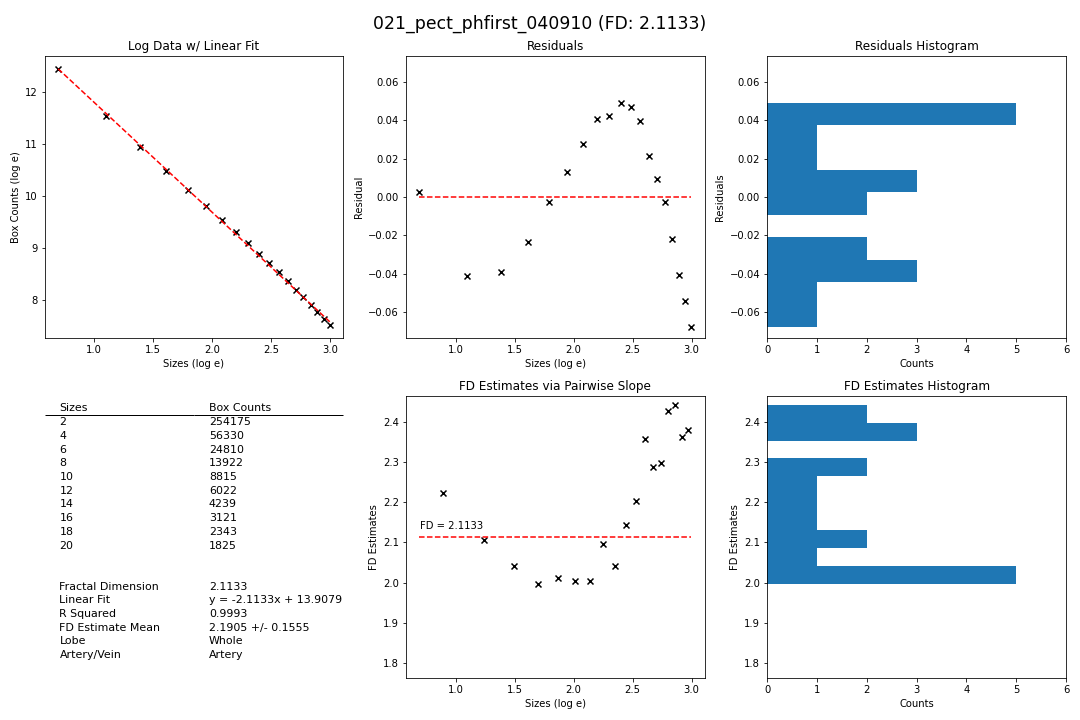 021_pect_phfirst_040910 (FD: 2.1133)
Log Data w/ Linear Fit
Box Counts (log e)
12
11
10
9
8
1.0 1.5 2.0 2.5 3.0
Sizes (log e)
Residuals
Residual
0.06
0.04
0.02
0.00
−0.02
−0.04
−0.06
1.0 1.5 2.0 2.5 3.0
Sizes (log e)
Residuals Histogram
Residuals
0.06
0.04
0.02
0.00
−0.02
−0.04
−0.06
0 1 2 3 4 5 6
Counts
Sizes Box Counts
2 254175
4 56330
6 24810
8 13922
10 8815
12 6022
14 4239
16 3121
18 2343
20 1825
Fractal Dimension 2.1133
Linear Fit y = -2.1133x + 13.9079
R Squared 0.9993
FD Estimate Mean 2.1905 +/- 0.1555
Lobe Whole
Artery/Vein Artery
FD Estimates via Pairwise Slope
FD Estimates
2.4
2.3
2.2
2.1
2.0
1.9
1.8
FD = 2.1133
1.0 1.5 2.0 2.5 3.0
Sizes (log e)
FD Estimates Histogram
FD Estimates
2.4
2.3
2.2
2.1
2.0
1.9
1.8
0 1 2 3 4 5 6
Counts